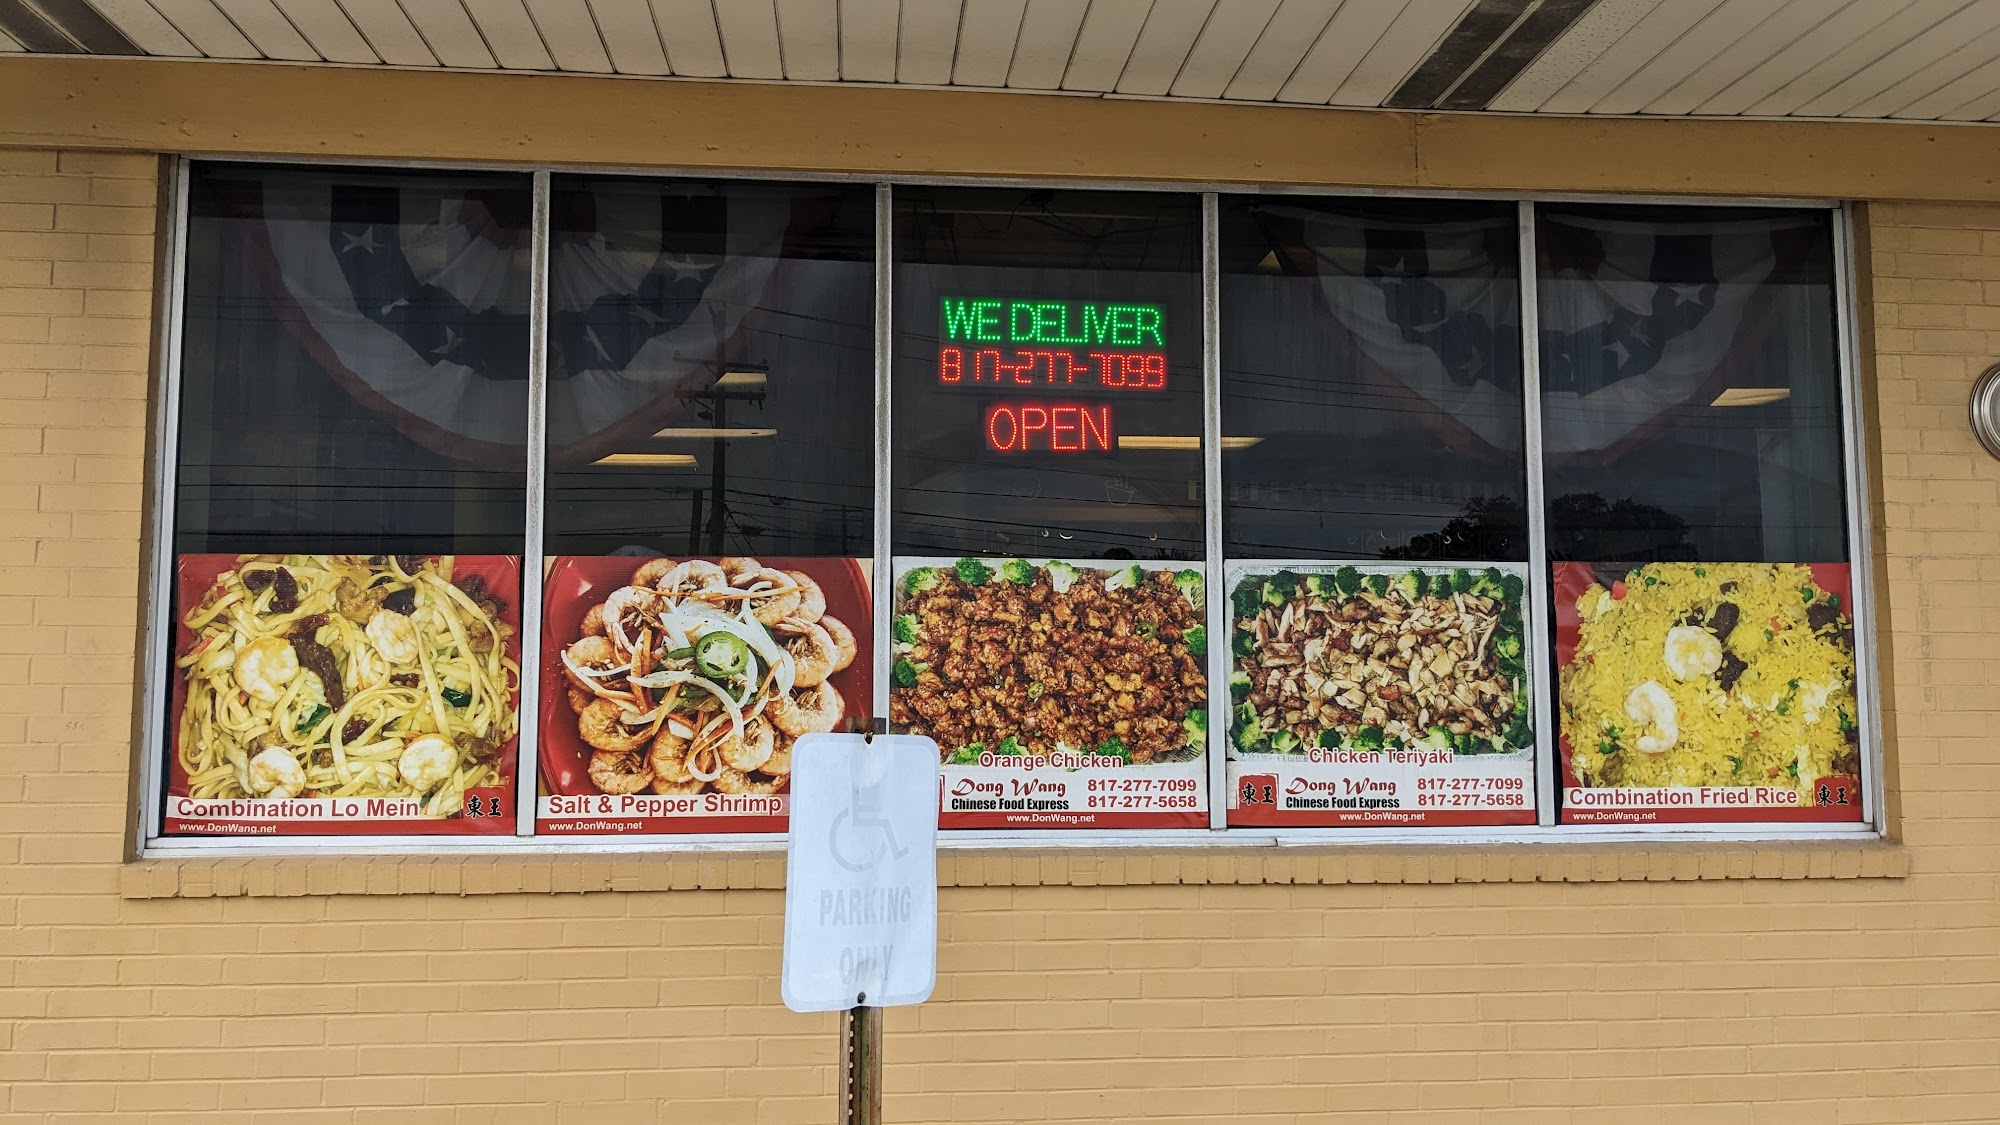 WE DELIVER
817-277-7099
OPEN
Combination Lo Mein
www.DonWang.net
東王
Salt & Pepper Shrimp
www.DonWang.net
Orange Chicken
Dong Wang
Chinese Food Express
817-277-7099
817-277-5658
www.DonWang.net
Chicken Teriyaki
東王
Dong Wang
Chinese Food Express
817-277-7099
817-277-5658
www.DonWang.net
Combination Fried Rice
www.DonWang.net
東王
PARKING
ONLY